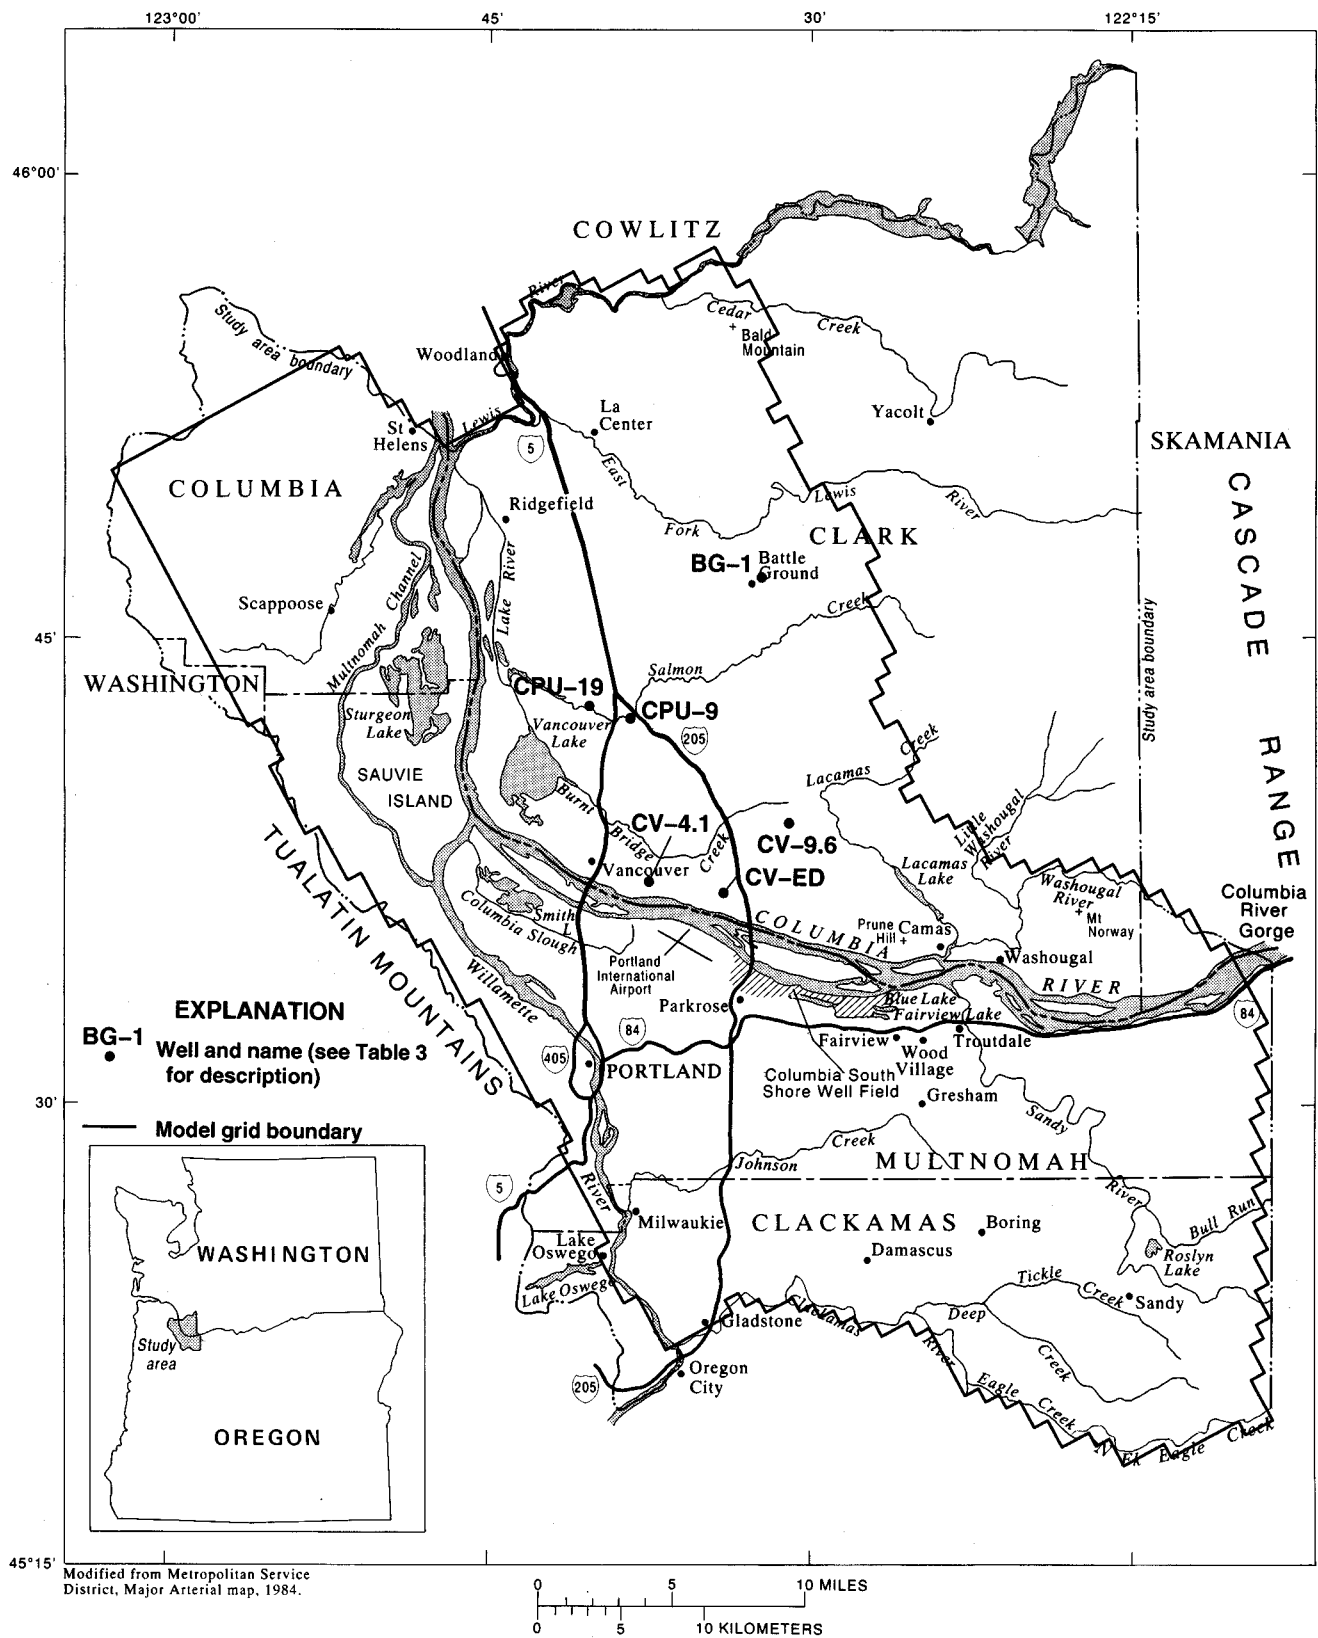 123°00'
45'
30'
122°15'
46°00'
COWLITZ
River
Cedar
Creek
Bald
Mountain
Study area boundary
Woodland
La
Center
Yacolt
St
Helens
Lewis
5
SKAMANIA
COLUMBIA
East
Fork
Lewis
River
CASCADE RANGE
Ridgefield
CLARK
BG-1
Battle
Ground
Multnomah Channel
Lake River
Scappoose
Creek
Study area boundary
45'
Salmon
WASHINGTON
CPU-19
CPU-9
Sturgeon
Lake
Vancouver
Lake
205
Creek
Lacamas
SAUVIE
ISLAND
Burnt
Bridge
Creek
CV-4.1
CV-9.6
Little
Washougal
River
TUALATIN MOUNTAINS
Vancouver
CV-ED
Lacamas
Lake
Washougal
River
Mt
Norway
Columbia
River
Gorge
Smith
L
Columbia Slough
COLUMBIA
Prune
Hill
Camas
Washougal
RIVER
Portland
International
Airport
Willamette
Parkrose
Blue Lake
Fairview Lake
84
84
EXPLANATION
BG-1
Well and name (see Table 3
for description)
Model grid boundary
405
Fairview
Wood
Village
Troutdale
PORTLAND
Columbia South
Shore Well Field
Gresham
Sandy
30'
Creek
Johnson
MULTNOMAH
5
River
River
Milwaukie
CLACKAMAS
Boring
Bull Run
Damascus
Roslyn
Lake
Lake
Oswego
Lake Oswego
Tickle
Creek
Sandy
Deep
Creek
Clackamas
River
Gladstone
Oregon
City
205
Eagle
Creek
N Fk Eagle Creek
WASHINGTON
Study
area
OREGON
45°15'
Modified from Metropolitan Service
District, Major Arterial map, 1984.
0 5 10 MILES
0 5 10 KILOMETERS